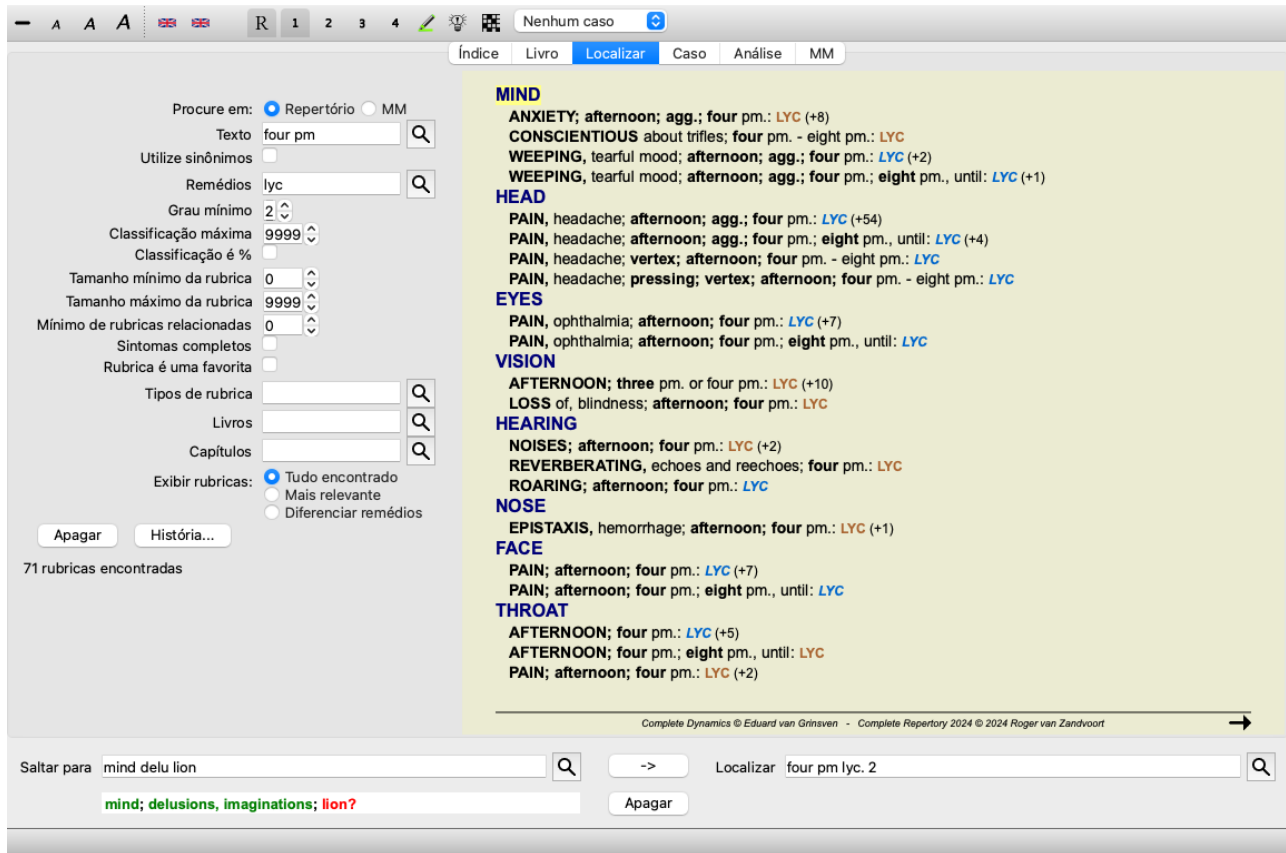 A A A R 1 2 3 4 Nenhum caso
Índice Livro Localizar Caso Análise MM
Procure em: Repertório MM
Texto four pm
Utilize sinônimos
Remédios lyc
Grau mínimo 2
Classificação máxima 9999
Classificação é %
Tamanho mínimo da rubrica 0
Tamanho máximo da rubrica 9999
Mínimo de rubricas relacionadas 0
Sintomas completos
Rubrica é uma favorita
Tipos de rubrica
Livros
Capítulos
Exibir rubricas: Tudo encontrado
Mais relevante
Diferenciar remédios
Apagar História...
71 rubricas encontradas
MIND
ANXIETY; afternoon; agg.; four pm.: LYC (+8)
CONSCIENTIOUS about trifles; four pm. - eight pm.: LYC
WEEPING, tearful mood; afternoon; agg.; four pm.: LYC (+2)
WEEPING, tearful mood; afternoon; agg.; four pm.; eight pm., until: LYC (+1)
HEAD
PAIN, headache; afternoon; agg.; four pm.: LYC (+54)
PAIN, headache; afternoon; agg.; four pm.; eight pm., until: LYC (+4)
PAIN, headache; vertex; afternoon; four pm. - eight pm.: LYC
PAIN, headache; pressing; vertex; afternoon; four pm. - eight pm.: LYC
EYES
PAIN, ophthalmia; afternoon; four pm.: LYC (+7)
PAIN, ophthalmia; afternoon; four pm.; eight pm., until: LYC
VISION
AFTERNOON; three pm. or four pm.: LYC (+10)
LOSS of, blindness; afternoon; four pm.: LYC
HEARING
NOISES; afternoon; four pm.: LYC (+2)
REVERBERATING, echoes and reechoes; four pm.: LYC
ROARING; afternoon; four pm.: LYC
NOSE
EPISTAXIS, hemorrhage; afternoon; four pm.: LYC (+1)
FACE
PAIN; afternoon; four pm.: LYC (+7)
PAIN; afternoon; four pm.; eight pm., until: LYC
THROAT
AFTERNOON; four pm.: LYC (+5)
AFTERNOON; four pm.; eight pm., until: LYC
PAIN; afternoon; four pm.: LYC (+2)
Complete Dynamics © Eduard van Grinsven - Complete Repertory 2024 © 2024 Roger van Zandvoort
Saltar para mind delu lion -> Localizar four pm lyc. 2
mind; delusions, imaginations; lion? Apagar